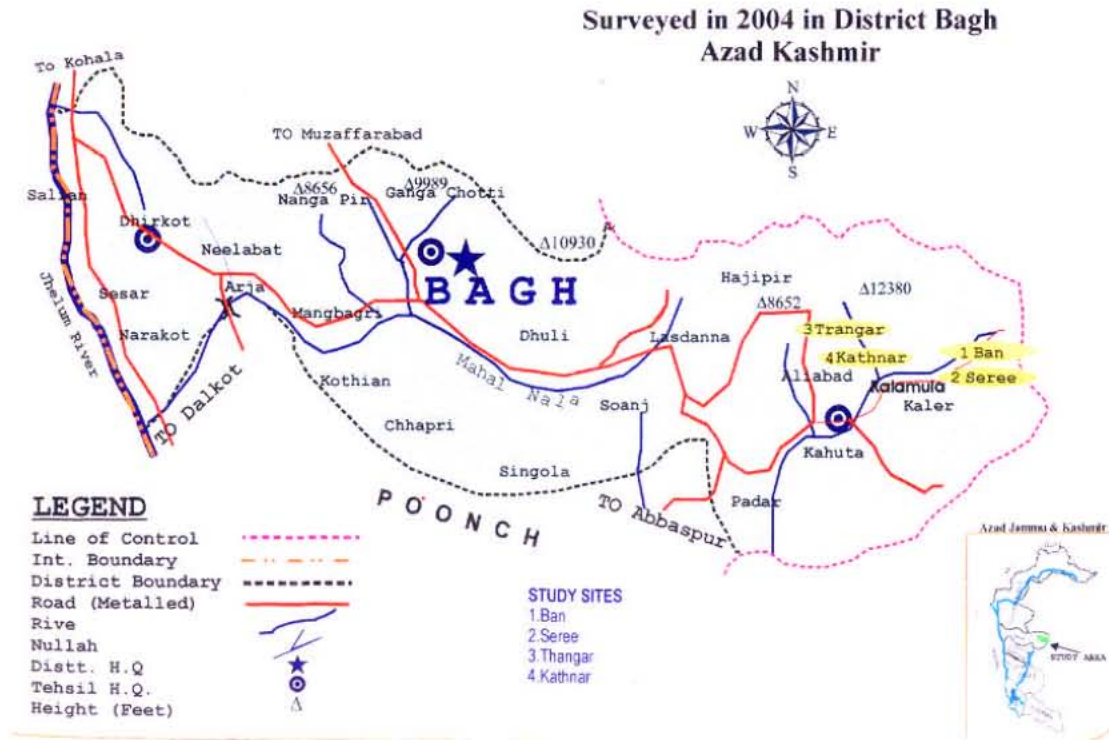 Surveyed in 2004 in District Bagh
Azad Kashmir
N
W E
S
To Kohala
TO Muzaffarabad
Δ8656
Nanga Pir
Δ9989
Ganga Chotti
Δ10930
Dhirkot
Neelabat
BAGH
Hajipir
Δ12380
Δ8652
3 Trangar
4 Kathnar
1 Ban
2 Seree
Sesar
Arja
Mangbagri
Narakot
Jhelum River
TO Dalkot
Dhuli
Lasdanna
Aliabad
Kalamula
Kaler
Mahal Nala
Kothian
Chhapri
Soanj
Kahuta
Singola
Padar
TO Abbaspur
POONCH
LEGEND
Line of Control
Int. Boundary
District Boundary
Road (Metalled)
Rive
Nullah
Distt. H.Q
Tehsil H.Q.
Height (Feet)
Δ
STUDY SITES
1.Ban
2.Seree
3.Thangar
4.Kathnar
Azad Jammu & Kashmir
STUDY AREA